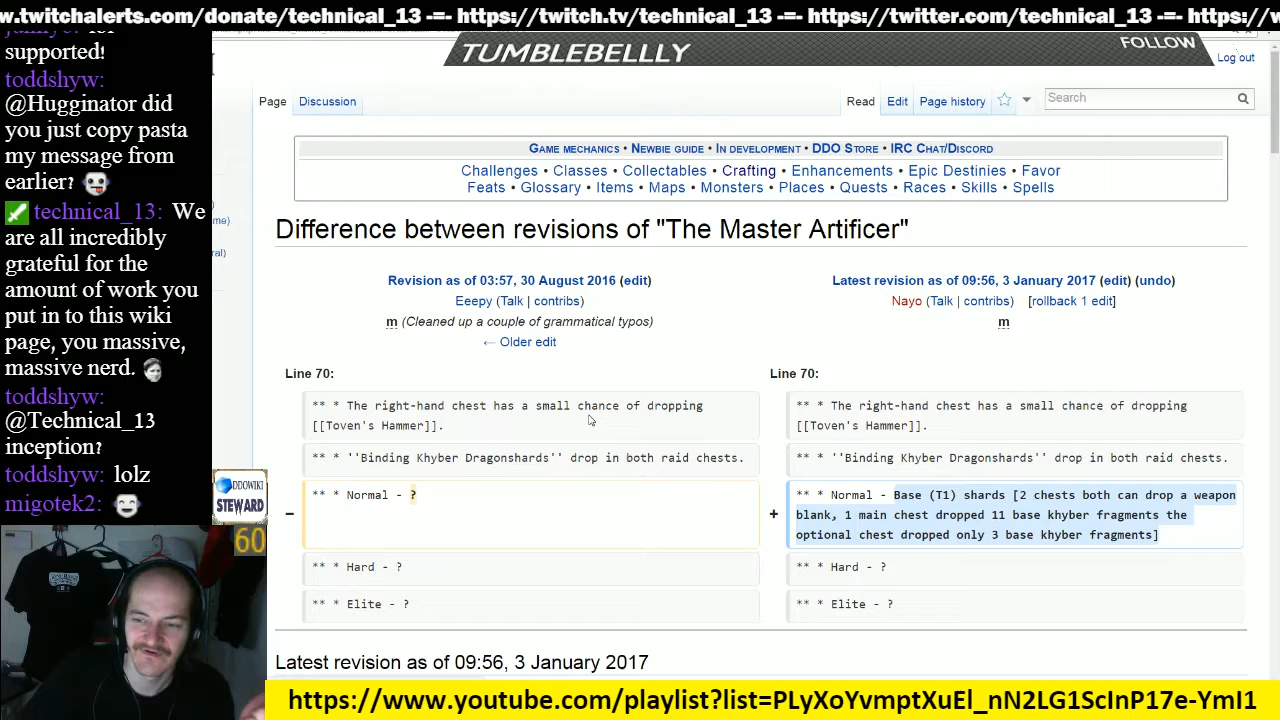 w.twitchalerts.com/donate/technical_13 -=- https://twitch.tv/technical_13 -=- https://twitter.com/technical_13 -=- https://w
supported!
toddshyw:
@Hugginator did
you just copy pasta
my message from
earlier?
technical_13: We
are all incredibly
grateful for the
amount of work you
put in to this wiki
page, you massive,
massive nerd.
toddshyw:
@Technical_13
inception?
toddshyw: lolz
migotek2:
DDOWIKI
STEWARD
60
TUMBLEBELLLY
FOLLOW
Log out
Page Discussion Read Edit Page history Search
Game mechanics • Newbie guide • In development • DDO Store • IRC Chat/Discord
Challenges • Classes • Collectables • Crafting • Enhancements • Epic Destinies • Favor
Feats • Glossary • Items • Maps • Monsters • Places • Quests • Races • Skills • Spells
Difference between revisions of "The Master Artificer"
Revision as of 03:57, 30 August 2016 (edit)
Eeepy (Talk | contribs)
m (Cleaned up a couple of grammatical typos)
← Older edit
Latest revision as of 09:56, 3 January 2017 (edit) (undo)
Nayo (Talk | contribs) [rollback 1 edit]
m
Line 70:
** * The right-hand chest has a small chance of dropping
[[Toven's Hammer]].
** * ''Binding Khyber Dragonshards'' drop in both raid chests.
− ** * Normal - ?
** * Hard - ?
** * Elite - ?
Line 70:
** * The right-hand chest has a small chance of dropping
[[Toven's Hammer]].
** * ''Binding Khyber Dragonshards'' drop in both raid chests.
+ ** * Normal - Base (T1) shards [2 chests both can drop a weapon
blank, 1 main chest dropped 11 base khyber fragments the
optional chest dropped only 3 base khyber fragments]
** * Hard - ?
** * Elite - ?
Latest revision as of 09:56, 3 January 2017
https://www.youtube.com/playlist?list=PLyXoYvmptXuEl_nN2LG1ScInP17e-YmI1